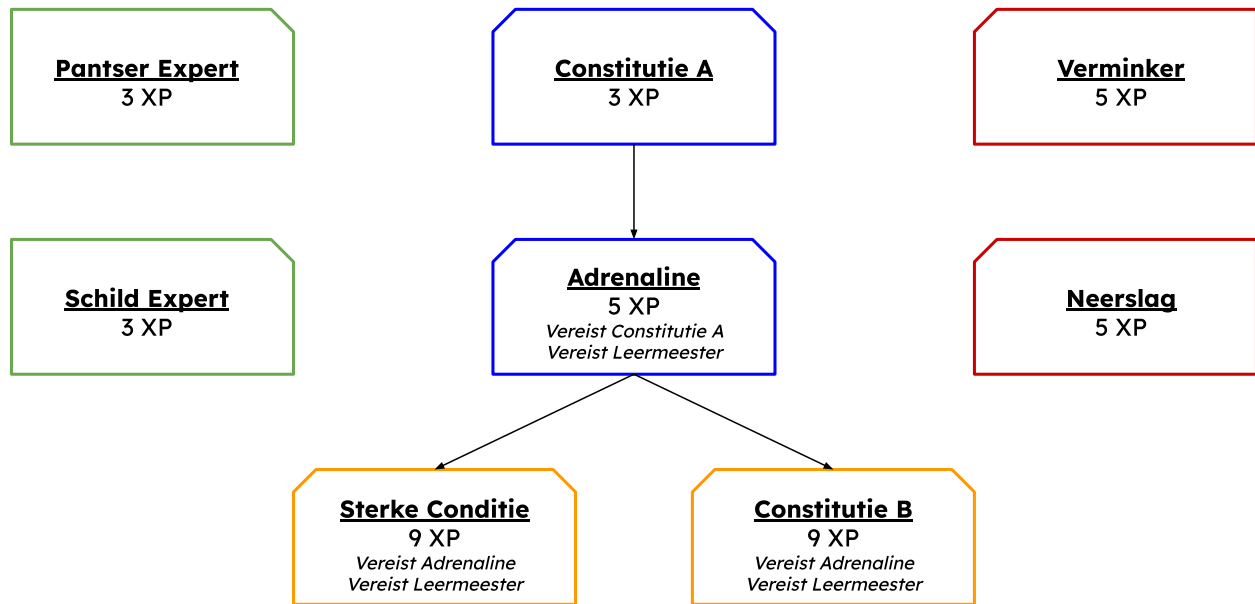 Pantser Expert
3 XP
Constitutie A
3 XP
Verminker
5 XP
Schild Expert
3 XP
Adrenaline
5 XP
Vereist Constitutie A
Vereist Leermeester
Neerslag
5 XP
Sterke Conditie
9 XP
Vereist Adrenaline
Vereist Leermeester
Constitutie B
9 XP
Vereist Adrenaline
Vereist Leermeester